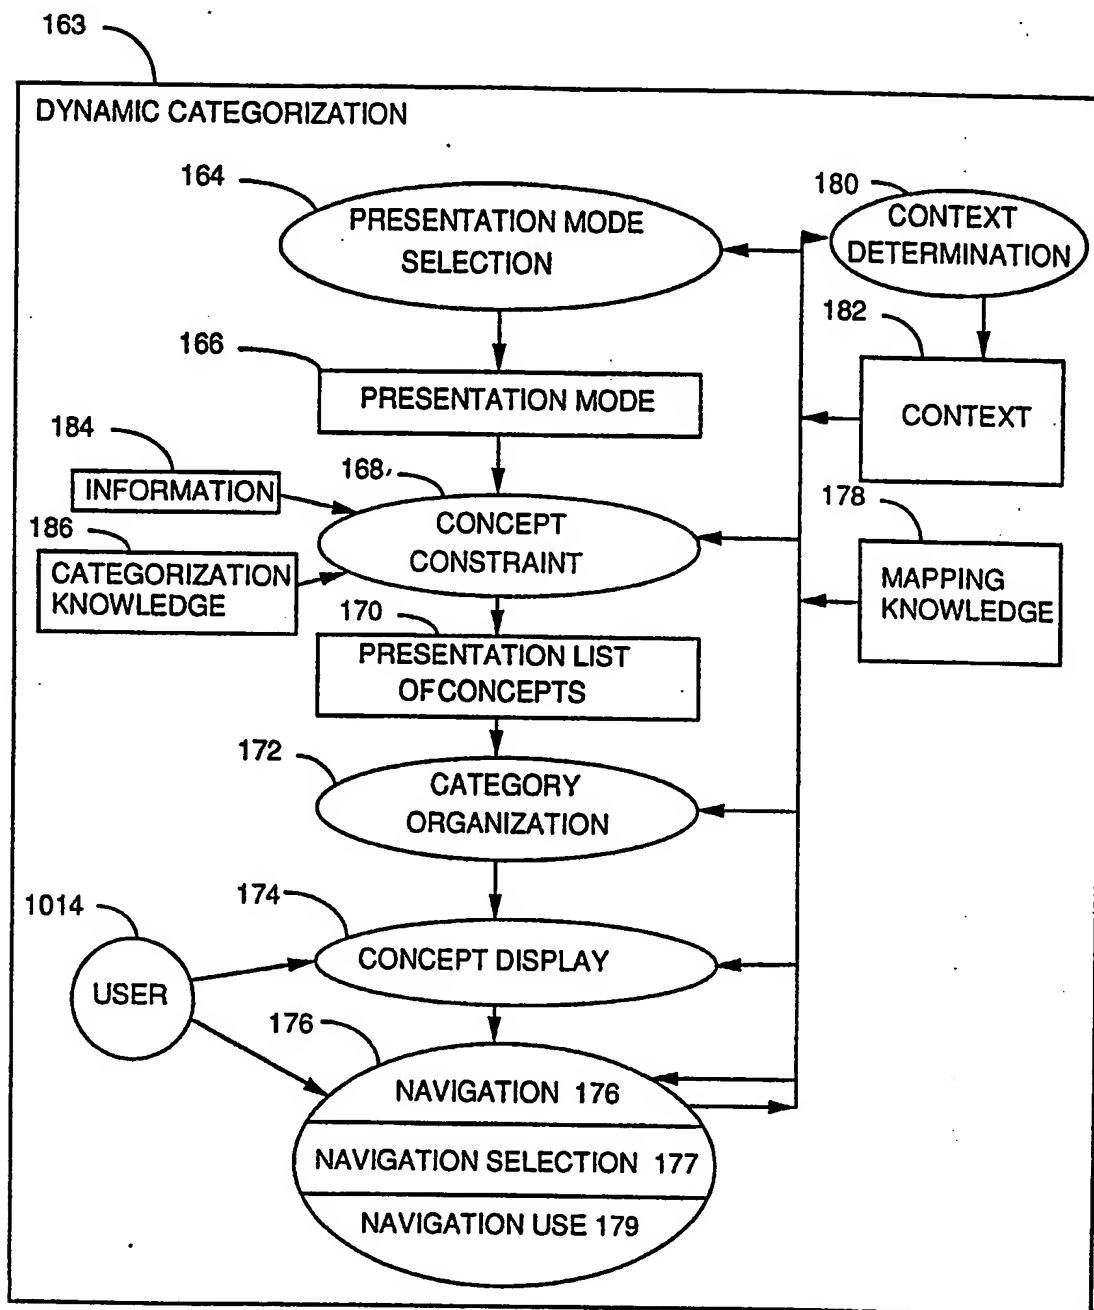 163
DYNAMIC CATEGORIZATION
164
PRESENTATION MODE
SELECTION
180
CONTEXT
DETERMINATION
166
PRESENTATION MODE
182
CONTEXT
184
INFORMATION
168
CONCEPT
CONSTRAINT
178
MAPPING
KNOWLEDGE
186
CATEGORIZATION
KNOWLEDGE
170
PRESENTATION LIST
OF CONCEPTS
172
CATEGORY
ORGANIZATION
174
CONCEPT DISPLAY
1014
USER
176
NAVIGATION 176
NAVIGATION SELECTION 177
NAVIGATION USE 179